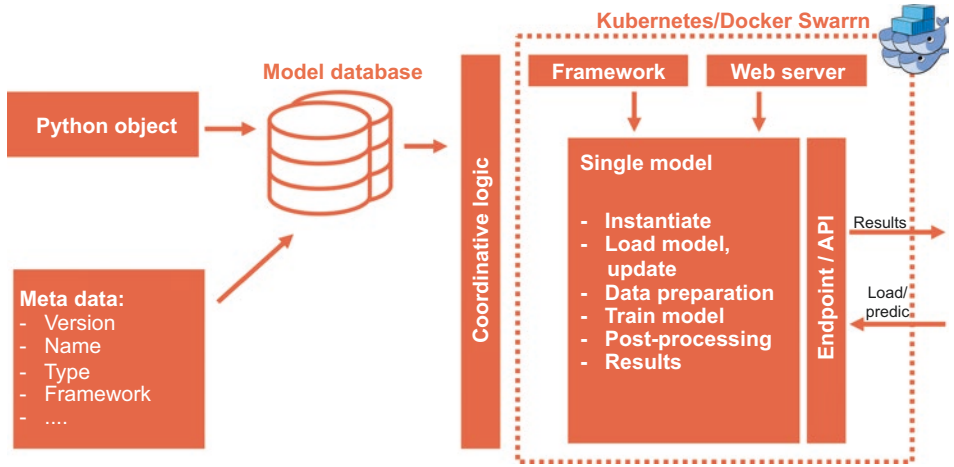 Kubernetes/Docker Swarrn
Model database
Framework
Web server
Python object
Coordinative logic
Single model
- Instantiate
- Load model,
update
- Data preparation
- Train model
- Post-processing
- Results
Endpoint / API
Results
Load/
predic
Meta data:
- Version
- Name
- Type
- Framework
- ....